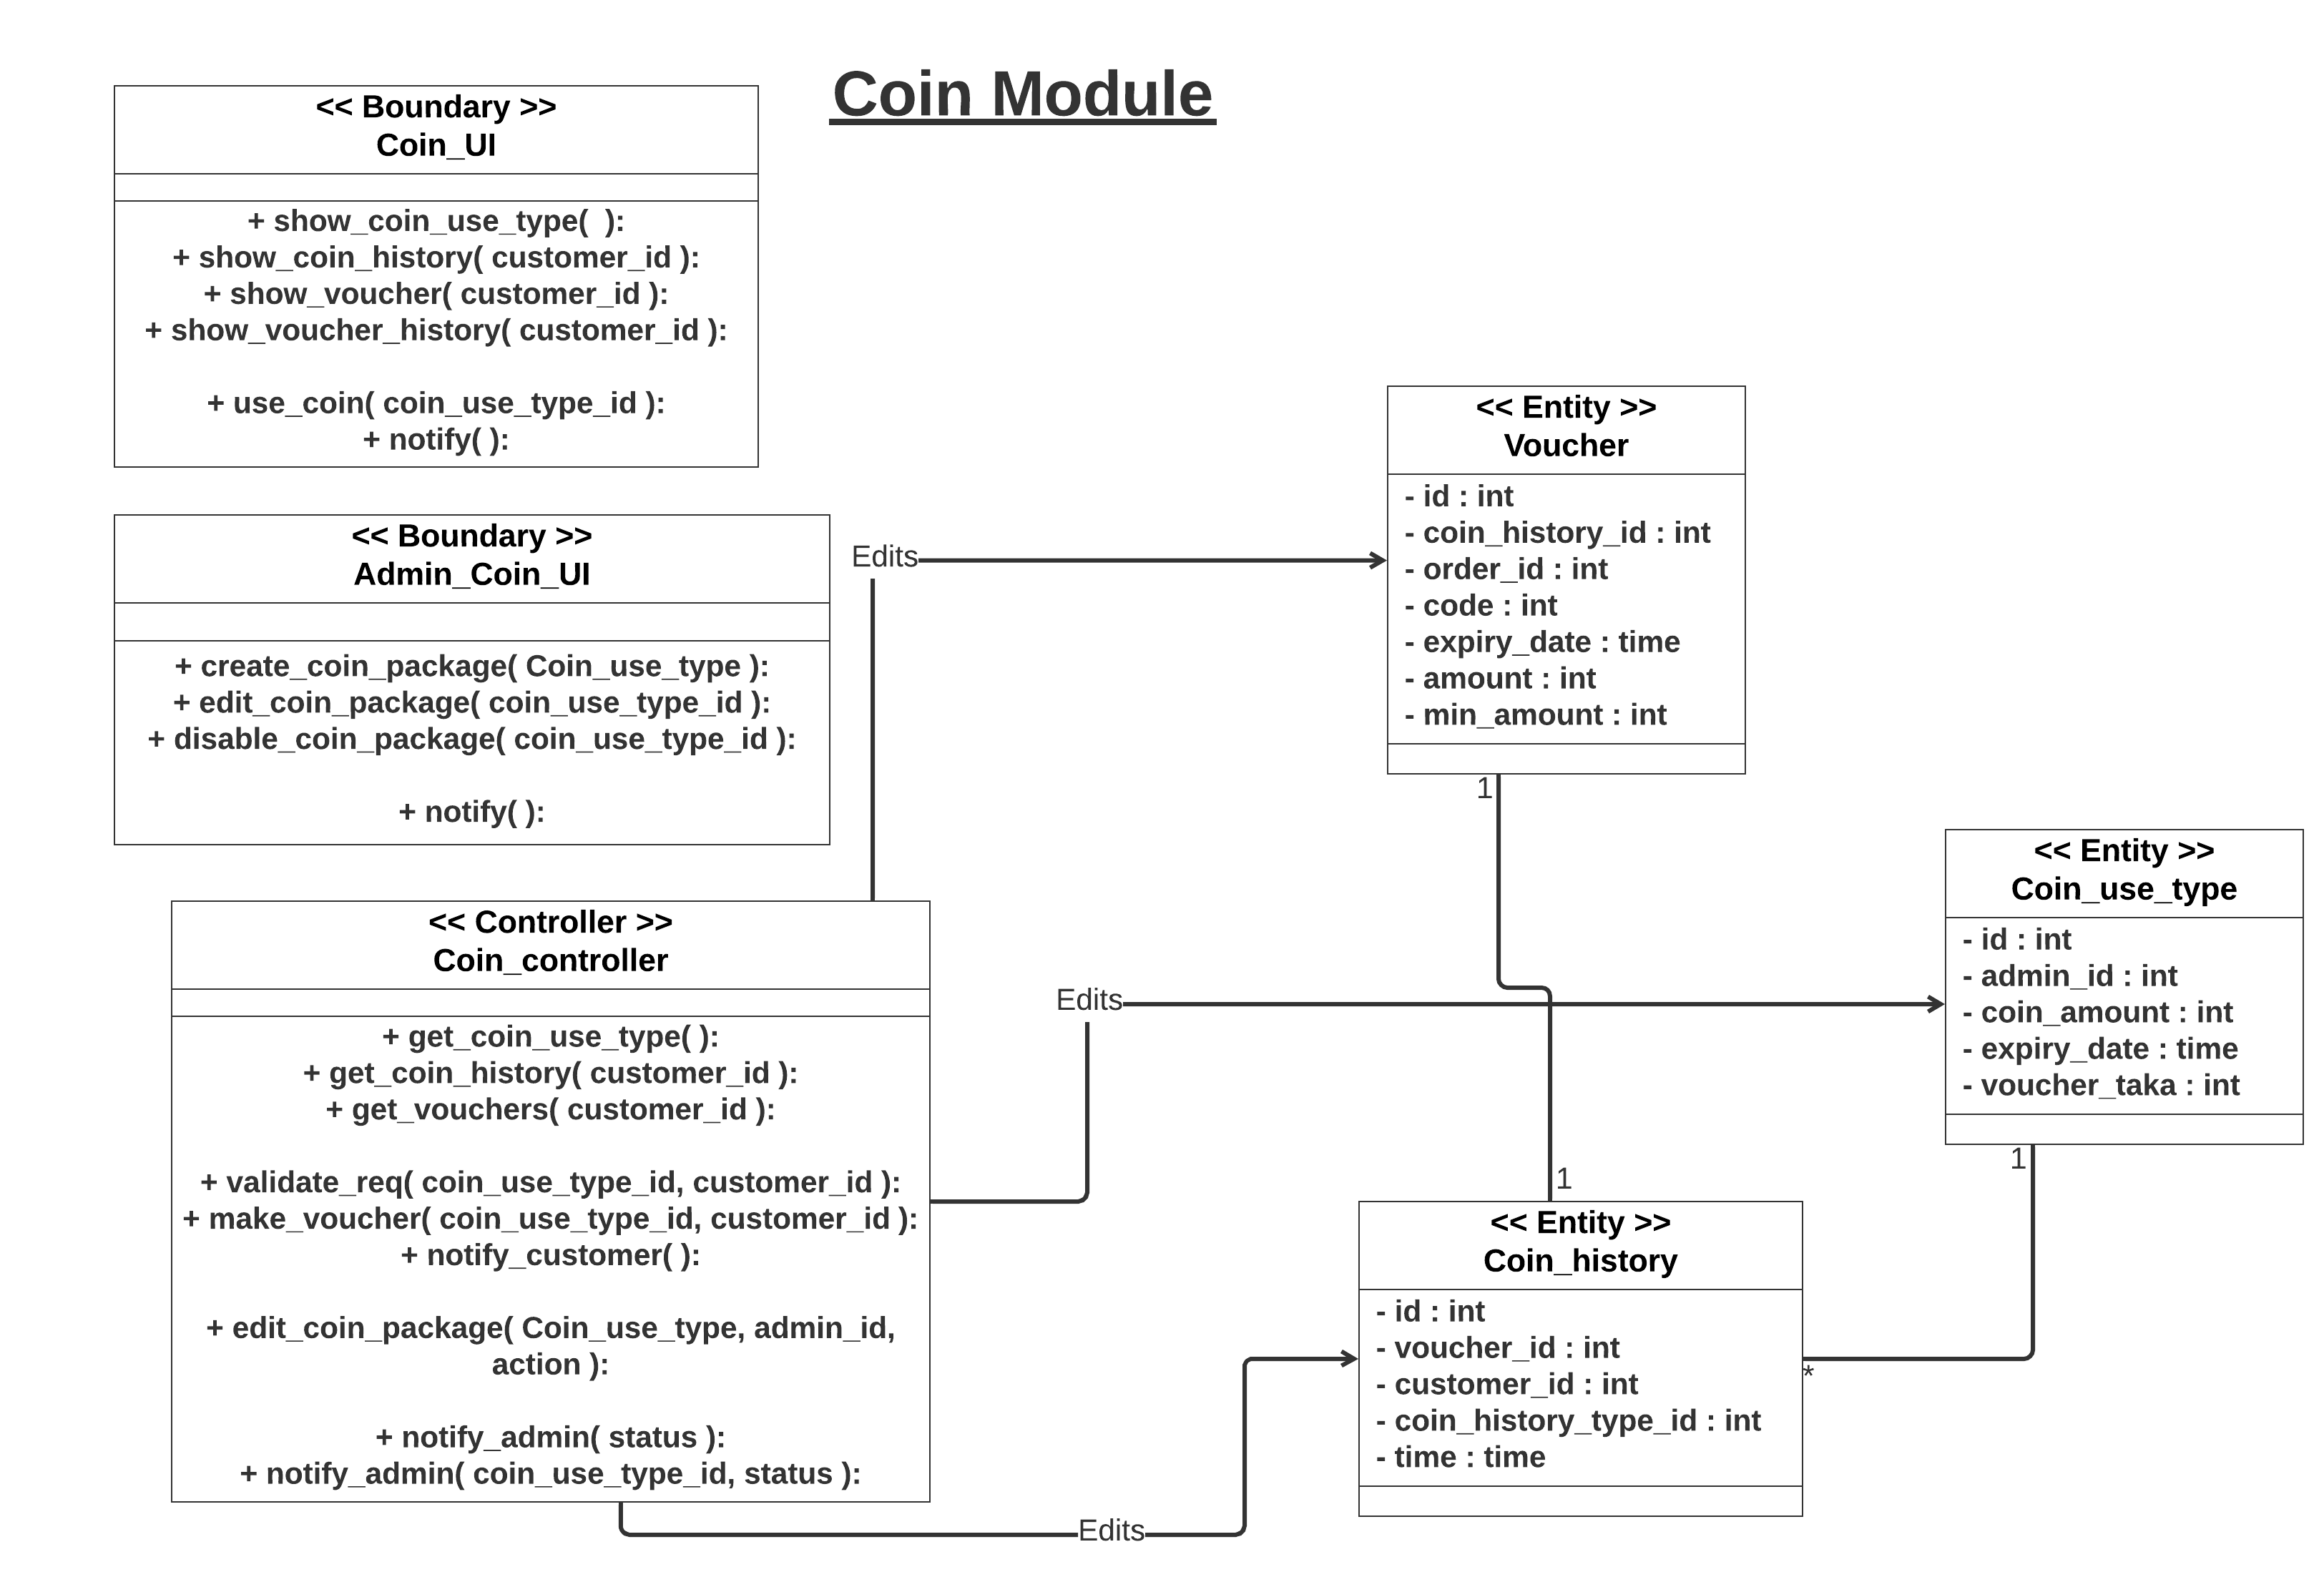 Coin Module
<< Boundary >>
Coin_UI
+ show_coin_use_type(  ):
+ show_coin_history( customer_id ):
+ show_voucher( customer_id ):
+ show_voucher_history( customer_id ):
+ use_coin( coin_use_type_id ):
+ notify( ):
<< Boundary >>
Admin_Coin_UI
+ create_coin_package( Coin_use_type ):
+ edit_coin_package( coin_use_type_id ):
+ disable_coin_package( coin_use_type_id ):
+ notify( ):
<< Controller >>
Coin_controller
+ get_coin_use_type( ):
+ get_coin_history( customer_id ):
+ get_vouchers( customer_id ):
+ validate_req( coin_use_type_id, customer_id ):
+ make_voucher( coin_use_type_id, customer_id ):
+ notify_customer( ):
+ edit_coin_package( Coin_use_type, admin_id,
action ):
+ notify_admin( status ):
+ notify_admin( coin_use_type_id, status ):
Edits
Edits
Edits
<< Entity >>
Voucher
- id : int
- coin_history_id : int
- order_id : int
- code : int
- expiry_date : time
- amount : int
- min_amount : int
1
1
<< Entity >>
Coin_history
- id : int
- voucher_id : int
- customer_id : int
- coin_history_type_id : int
- time : time
*
<< Entity >>
Coin_use_type
- id : int
- admin_id : int
- coin_amount : int
- expiry_date : time
- voucher_taka : int
1